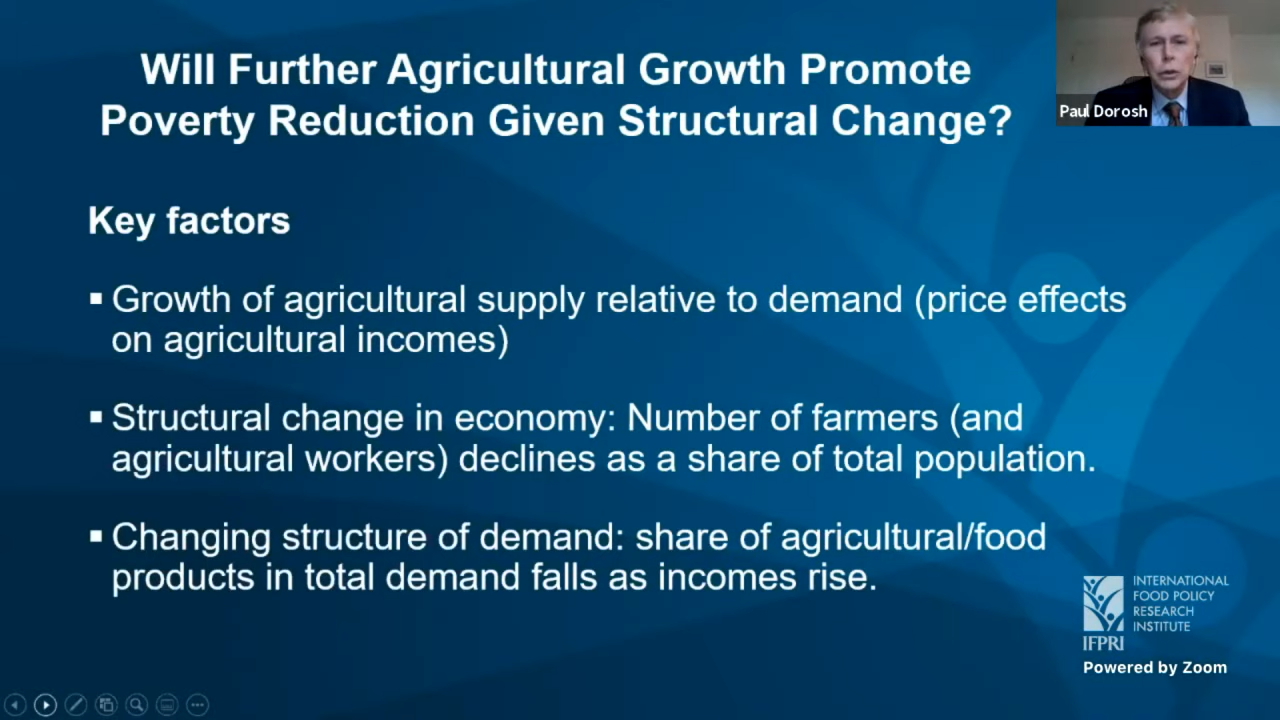 Will Further Agricultural Growth Promote
Poverty Reduction Given Structural Change?
Paul Dorosh
Key factors
▪ Growth of agricultural supply relative to demand (price effects
on agricultural incomes)
▪ Structural change in economy: Number of farmers (and
agricultural workers) declines as a share of total population.
▪ Changing structure of demand: share of agricultural/food
products in total demand falls as incomes rise.
INTERNATIONAL
FOOD POLICY
RESEARCH
INSTITUTE
IFPRI
Powered by Zoom